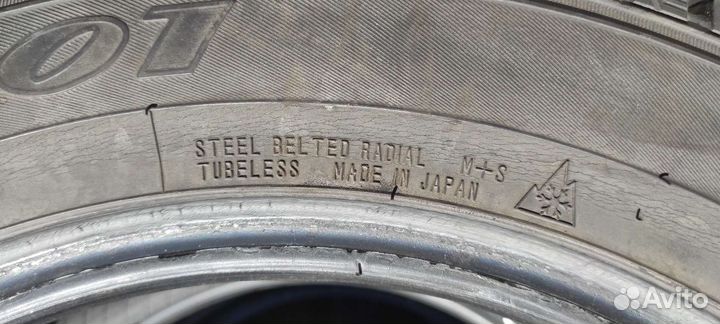 01
STEEL BELTED RADIAL M+S
TUBELESS MADE IN JAPAN
Avito